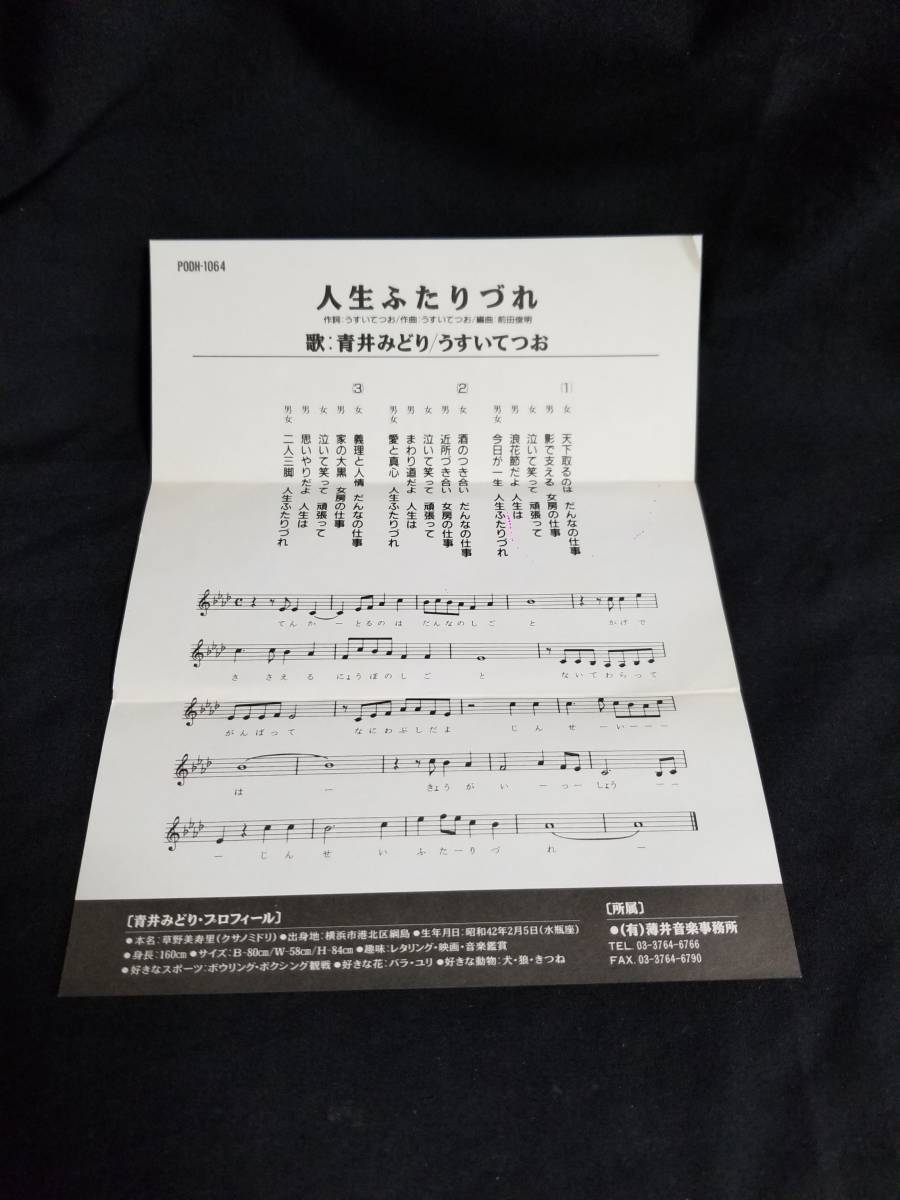 PODH-1064
人生ふたりづれ
作詞:うすいてつお/作曲:うすいてつお/編曲:前田俊明
歌:青井みどり/うすいてつお
1
女 天下取るのは だんなの仕事
男 影で支える 女房の仕事
女 泣いて笑って 頑張って
男 浪花節だよ 人生は
男女 今日が一生 人生ふたりづれ
2
女 酒のつき合い だんなの仕事
男 近所づき合い 女房の仕事
女 泣いて笑って 頑張って
男 まわり道だよ 人生は
男女 愛と真心 人生ふたりづれ
3
女 義理と人情 だんなの仕事
男 家の大黒 女房の仕事
女 泣いて笑って 頑張って
男 思いやりだよ 人生は
男女 二人三脚 人生ふたりづれ
てんかーとるのは だんなのしご と かげで
ささえる にょうぼのしご と ないてわらって
がんばって なにわぶしだよ じんせーいーーー
は ー きょうがい ーっー しょう ーー
ー じん せ い ふ た ー り づ れ ー
[青井みどり・プロフィール]
●本名:草野美寿里(クサノミドリ) ●出身地:横浜市港北区綱島 ●生年月日:昭和42年2月5日(水瓶座)
●身長:160cm ●サイズ:B-80cm/W-58cm/H-84cm ●趣味:レタリング・映画・音楽鑑賞
●好きなスポーツ:ボウリング・ボクシング観戦 ●好きな花:バラ・ユリ ●好きな動物:犬・狼・きつね
[所属]
●(有)薄井音楽事務所
TEL. 03-3764-6766
FAX. 03-3764-6790